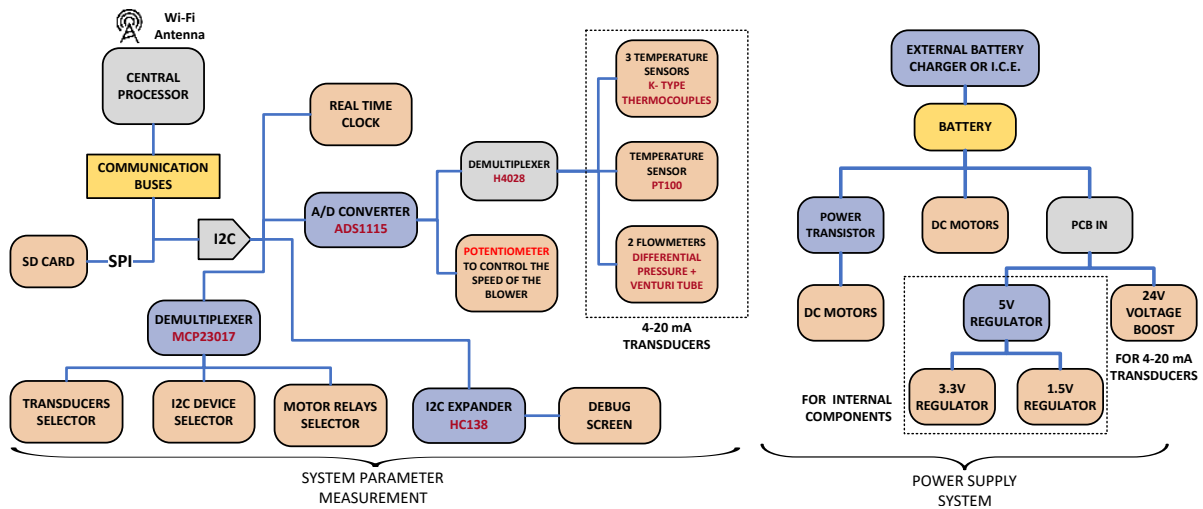 Wi-Fi
Antenna
CENTRAL
PROCESSOR
COMMUNICATION
BUSES
SD CARD
SPI
I2C
REAL TIME
CLOCK
A/D CONVERTER
ADS1115
DEMULTIPLEXER
H4028
POTENTIOMETER
TO CONTROL THE
SPEED OF THE
BLOWER
3 TEMPERATURE
SENSORS
K- TYPE
THERMOCOUPLES
TEMPERATURE
SENSOR
PT100
2 FLOWMETERS
DIFFERENTIAL
PRESSURE +
VENTURI TUBE
4-20 mA
TRANSDUCERS
DEMULTIPLEXER
MCP23017
TRANSDUCERS
SELECTOR
I2C DEVICE
SELECTOR
MOTOR RELAYS
SELECTOR
I2C EXPANDER
HC138
DEBUG
SCREEN
SYSTEM PARAMETER
MEASUREMENT
EXTERNAL BATTERY
CHARGER OR I.C.E.
BATTERY
POWER
TRANSISTOR
DC MOTORS
PCB IN
DC MOTORS
5V
REGULATOR
24V
VOLTAGE
BOOST
FOR 4-20 mA
TRANSDUCERS
3.3V
REGULATOR
1.5V
REGULATOR
FOR INTERNAL
COMPONENTS
POWER SUPPLY
SYSTEM